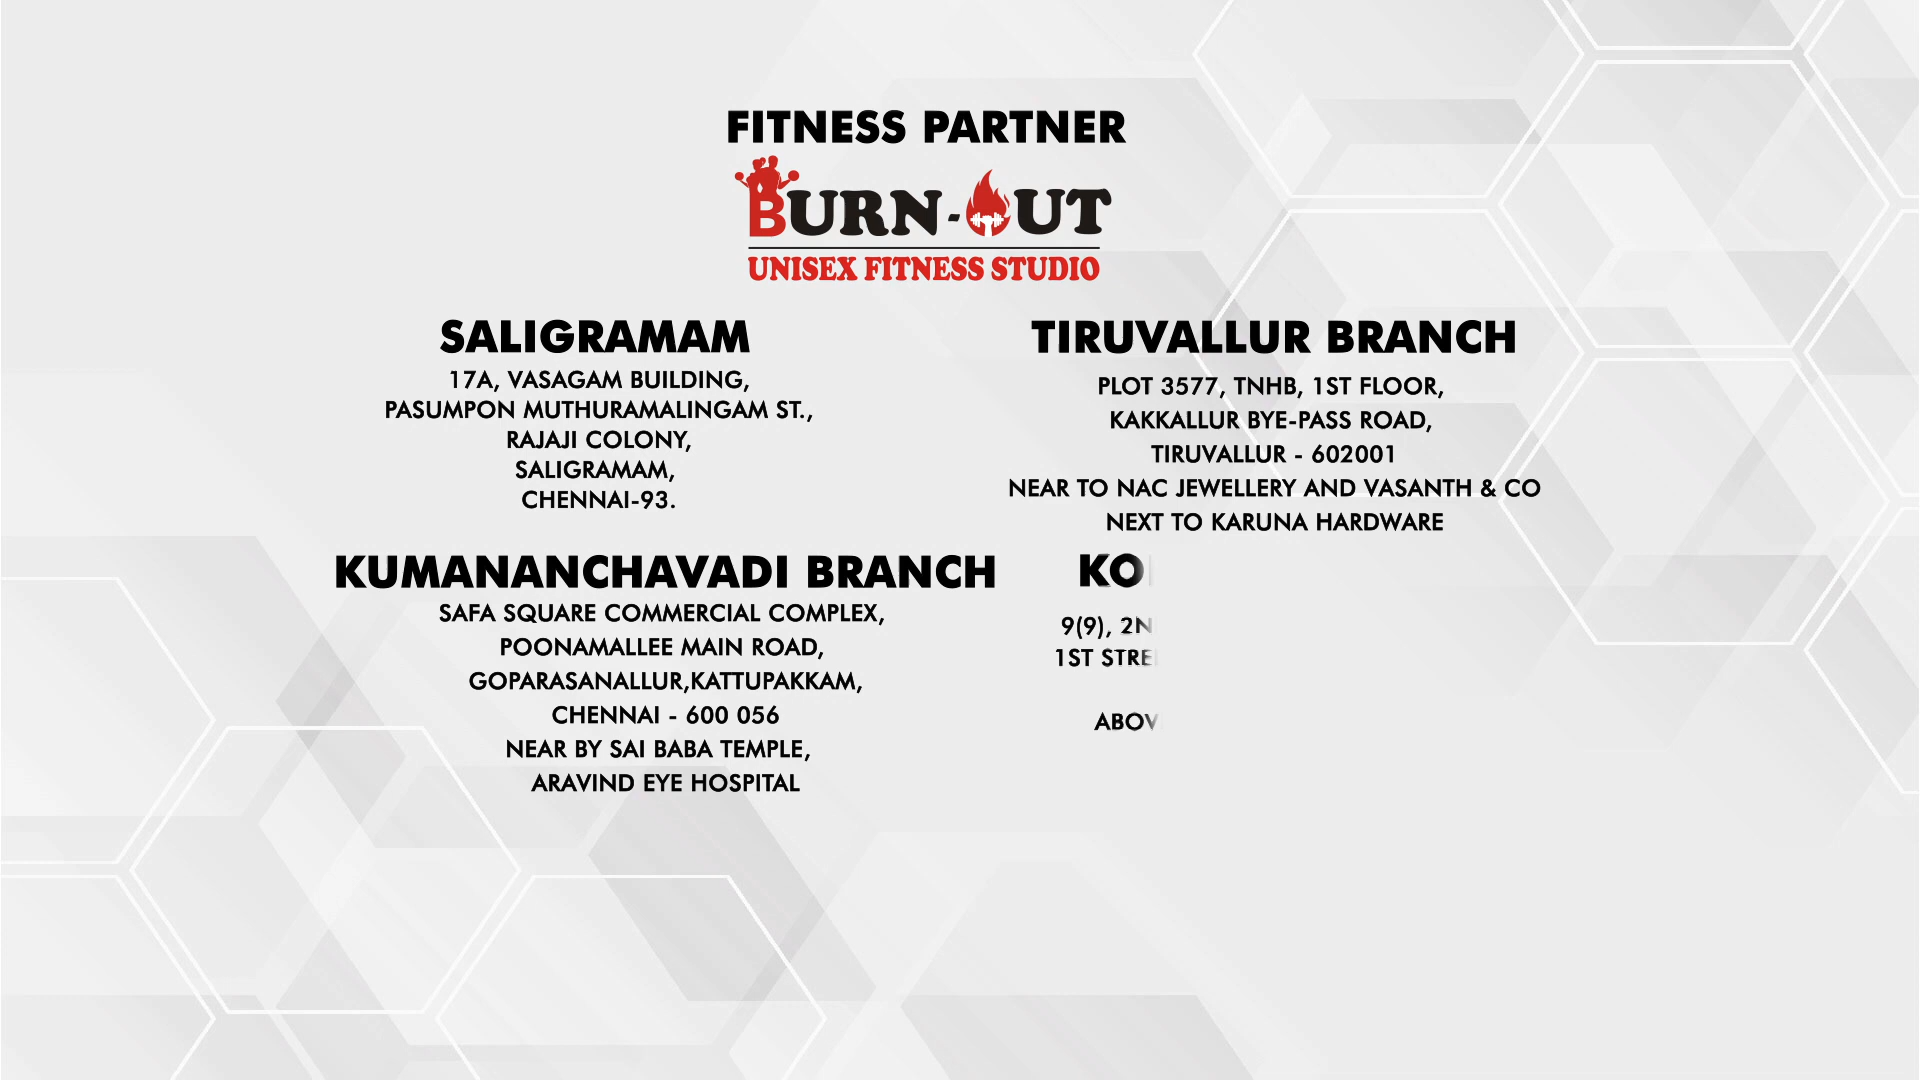 FITNESS PARTNER
BURN-OUT
UNISEX FITNESS STUDIO
SALIGRAMAM
17A, VASAGAM BUILDING,
PASUMPON MUTHURAMALINGAM ST.,
RAJAJI COLONY,
SALIGRAMAM,
CHENNAI-93.
TIRUVALLUR BRANCH
PLOT 3577, TNHB, 1ST FLOOR,
KAKKALLUR BYE-PASS ROAD,
TIRUVALLUR - 602001
NEAR TO NAC JEWELLERY AND VASANTH & CO
NEXT TO KARUNA HARDWARE
KUMANANCHAVADI BRANCH
SAFA SQUARE COMMERCIAL COMPLEX,
POONAMALLEE MAIN ROAD,
GOPARASANALLUR,KATTUPAKKAM,
CHENNAI - 600 056
NEAR BY SAI BABA TEMPLE,
ARAVIND EYE HOSPITAL
9(9),
1ST